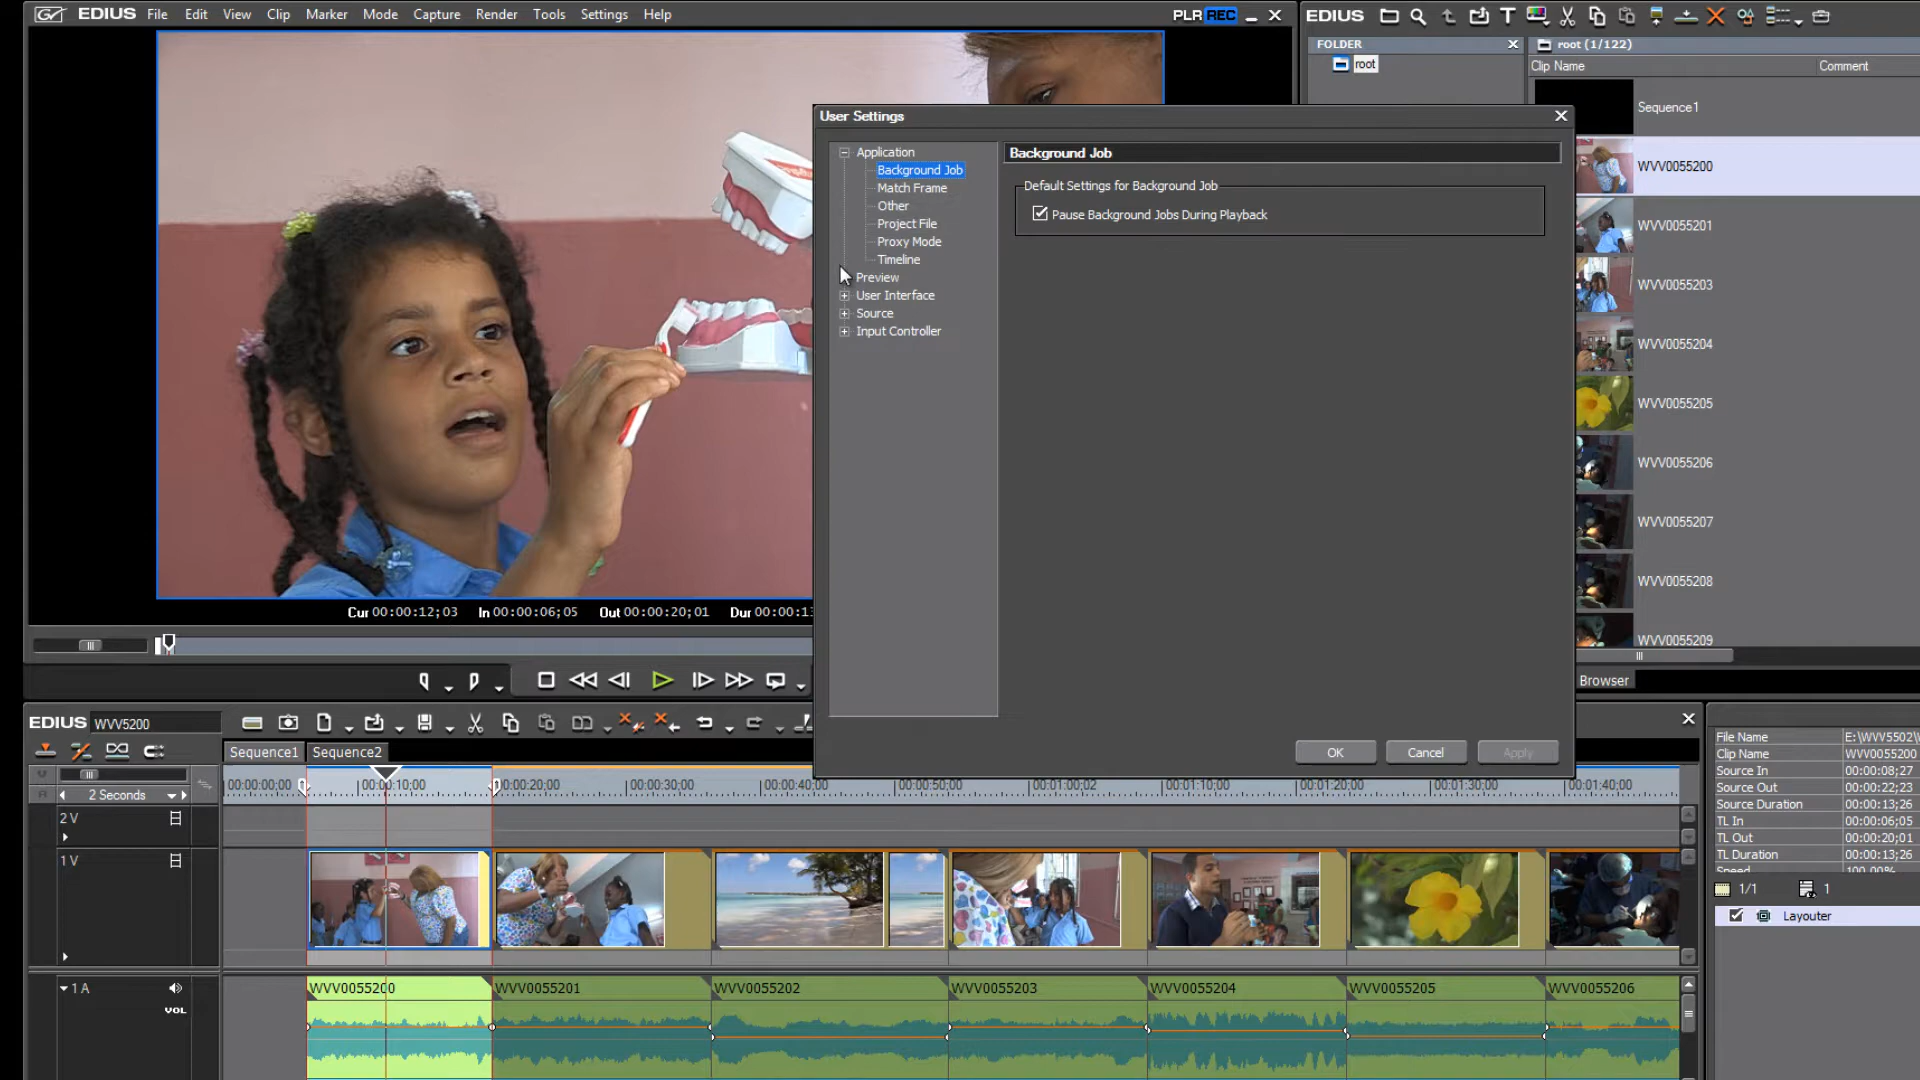 EDIUS File Edit View Clip Marker Mode Capture Render Tools Settings Help
PLR REC
EDIUS
FOLDER
root
root (1/122)
Clip Name Comment
Sequence1
WVV0055200
WVV0055201
WVV0055203
WVV0055204
WVV0055205
WVV0055206
WVV0055207
WVV0055208
WVV0055209
Browser
User Settings
Application
Background Job
Match Frame
Other
Project File
Proxy Mode
Timeline
Preview
User Interface
Source
Input Controller
Background Job
Default Settings for Background Job
Pause Background Jobs During Playback
OK Cancel Apply
Cur 00:00:12;03 In 00:00:06;05 Out 00:00:20;01 Dur 00:00:13
EDIUS WVV5200
Sequence1 Sequence2
2 Seconds
00:00:00;00 00:00:10;00 00:00:20;00 00:00:30;00 00:00:40;00 00:00:50;00 00:01:00;02 00:01:10;02 00:01:20;02 00:01:30;02 00:01:40;02
2 V
1 V
1 A
VOL
WVV0055200 WVV0055201 WVV0055202 WVV0055203 WVV0055204 WVV0055205 WVV0055206
File Name E:\WVV5502\
Clip Name WVV0055200
Source In 00:00:08;27
Source Out 00:00:22;23
Source Duration 00:00:13;26
TL In 00:00:06;05
TL Out 00:00:20;01
TL Duration 00:00:13;26
Speed 100.00%
1/1 1
Layouter